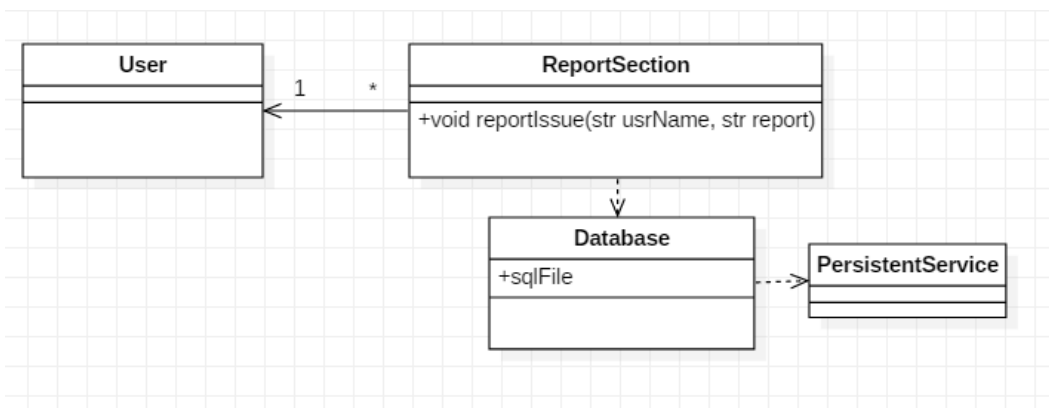 User
1
*
ReportSection
+void reportIssue(str usrName, str report)
Database
+sqlFile
PersistentService